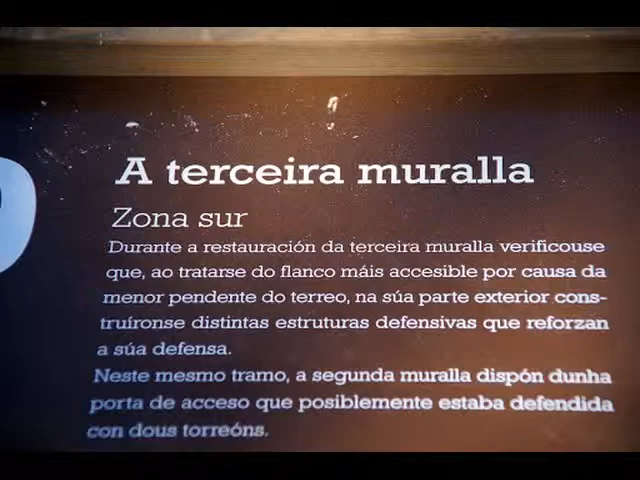 A terceira muralla
Zona sur
Durante a restauración da terceira muralla verificouse
que, ao tratarse do flanco máis accesible por causa da
menor pendente do terreo, na súa parte exterior cons-
truíronse distintas estruturas defensivas que reforzan
a súa defensa.
Neste mesmo tramo, a segunda muralla dispón dunha
porta de acceso que posiblemente estaba defendida
con dous torreóns.